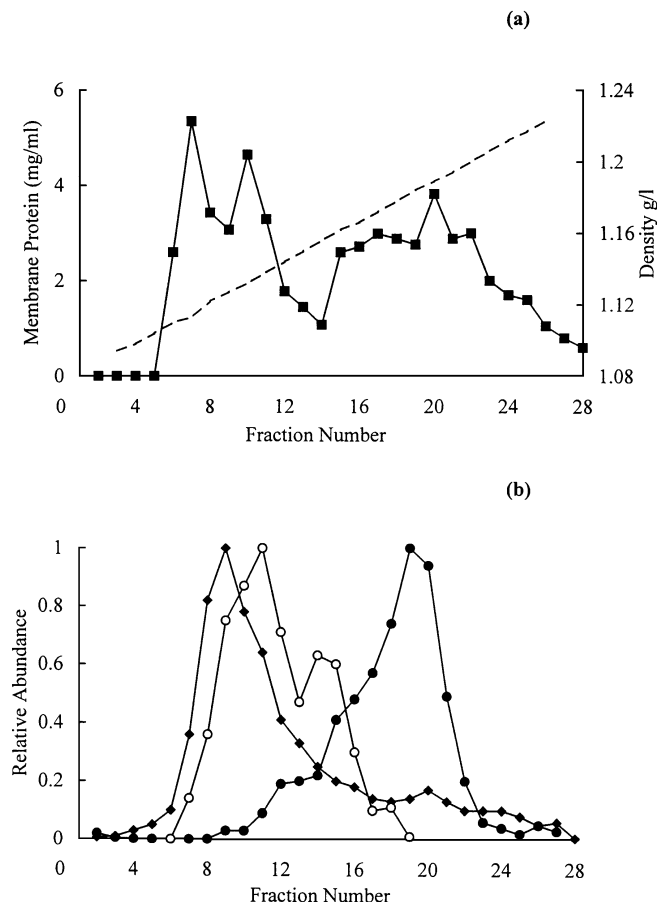 (a)
6
4
2
0
Membrane Protein (mg/ml)
1.24
1.2
1.16
1.12
1.08
Density g/l
0 4 8 12 16 20 24 28
Fraction Number
(b)
1
0.8
0.6
0.4
0.2
0
Relative Abundance
0 4 8 12 16 20 24 28
Fraction Number